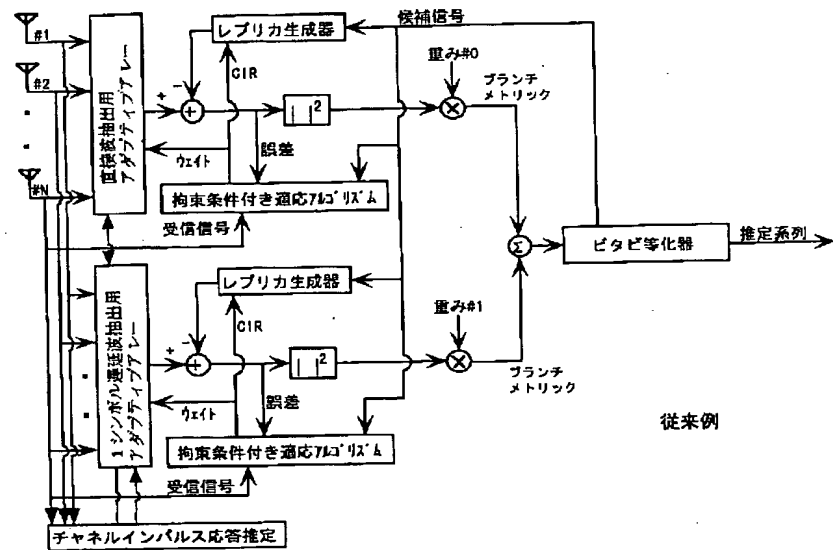 候補信号
#1
レプリカ生成器
重み#0
#2
CIR
ブランチ
メトリック
直接波抽出用
アダプティブアレー
+
−
+
| |²
×
ウェイト
誤差
#N
拘束条件付き適応アルゴリズム
受信信号
Σ
ビタビ等化器
推定系列
レプリカ生成器
重み#1
CIR
1シンボル遅延波抽出用
アダプティブアレー
+
−
+
| |²
×
ブランチ
メトリック
ウェイト
誤差
従来例
拘束条件付き適応アルゴリズム
受信信号
チャネルインパルス応答推定